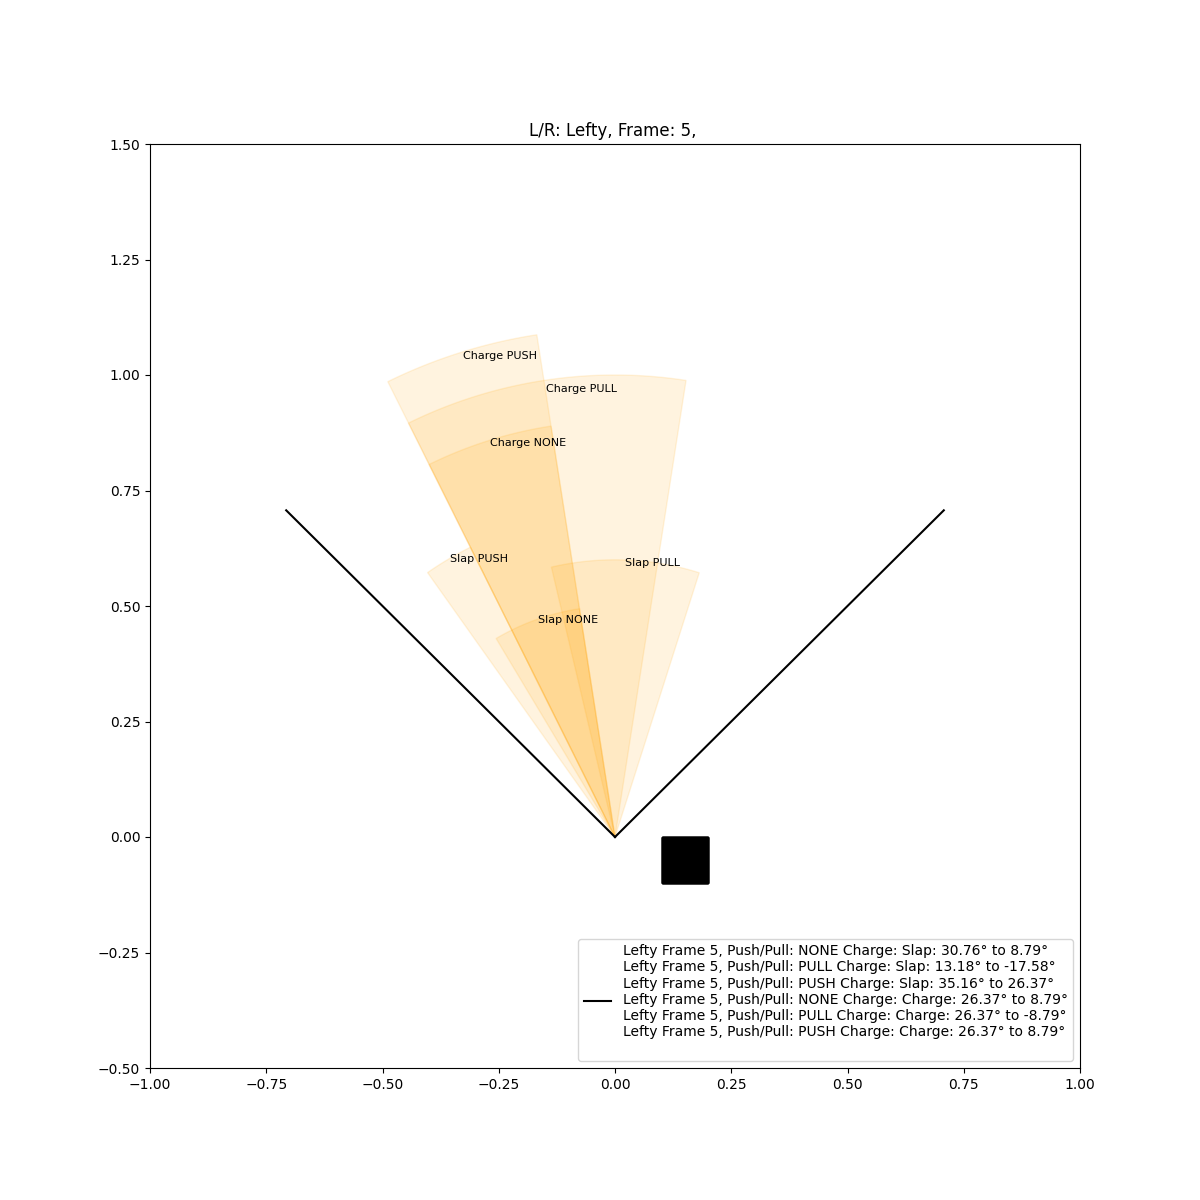 L/R: Lefty, Frame: 5,
1.50
1.25
1.00
0.75
0.50
0.25
0.00
−0.25
−0.50
Charge PUSH
Charge PULL
Charge NONE
Slap PUSH
Slap PULL
Slap NONE
Lefty Frame 5, Push/Pull: NONE Charge: Slap: 30.76° to 8.79°
Lefty Frame 5, Push/Pull: PULL Charge: Slap: 13.18° to -17.58°
Lefty Frame 5, Push/Pull: PUSH Charge: Slap: 35.16° to 26.37°
Lefty Frame 5, Push/Pull: NONE Charge: Charge: 26.37° to 8.79°
Lefty Frame 5, Push/Pull: PULL Charge: Charge: 26.37° to -8.79°
Lefty Frame 5, Push/Pull: PUSH Charge: Charge: 26.37° to 8.79°
−1.00 −0.75 −0.50 −0.25 0.00 0.25 0.50 0.75 1.00